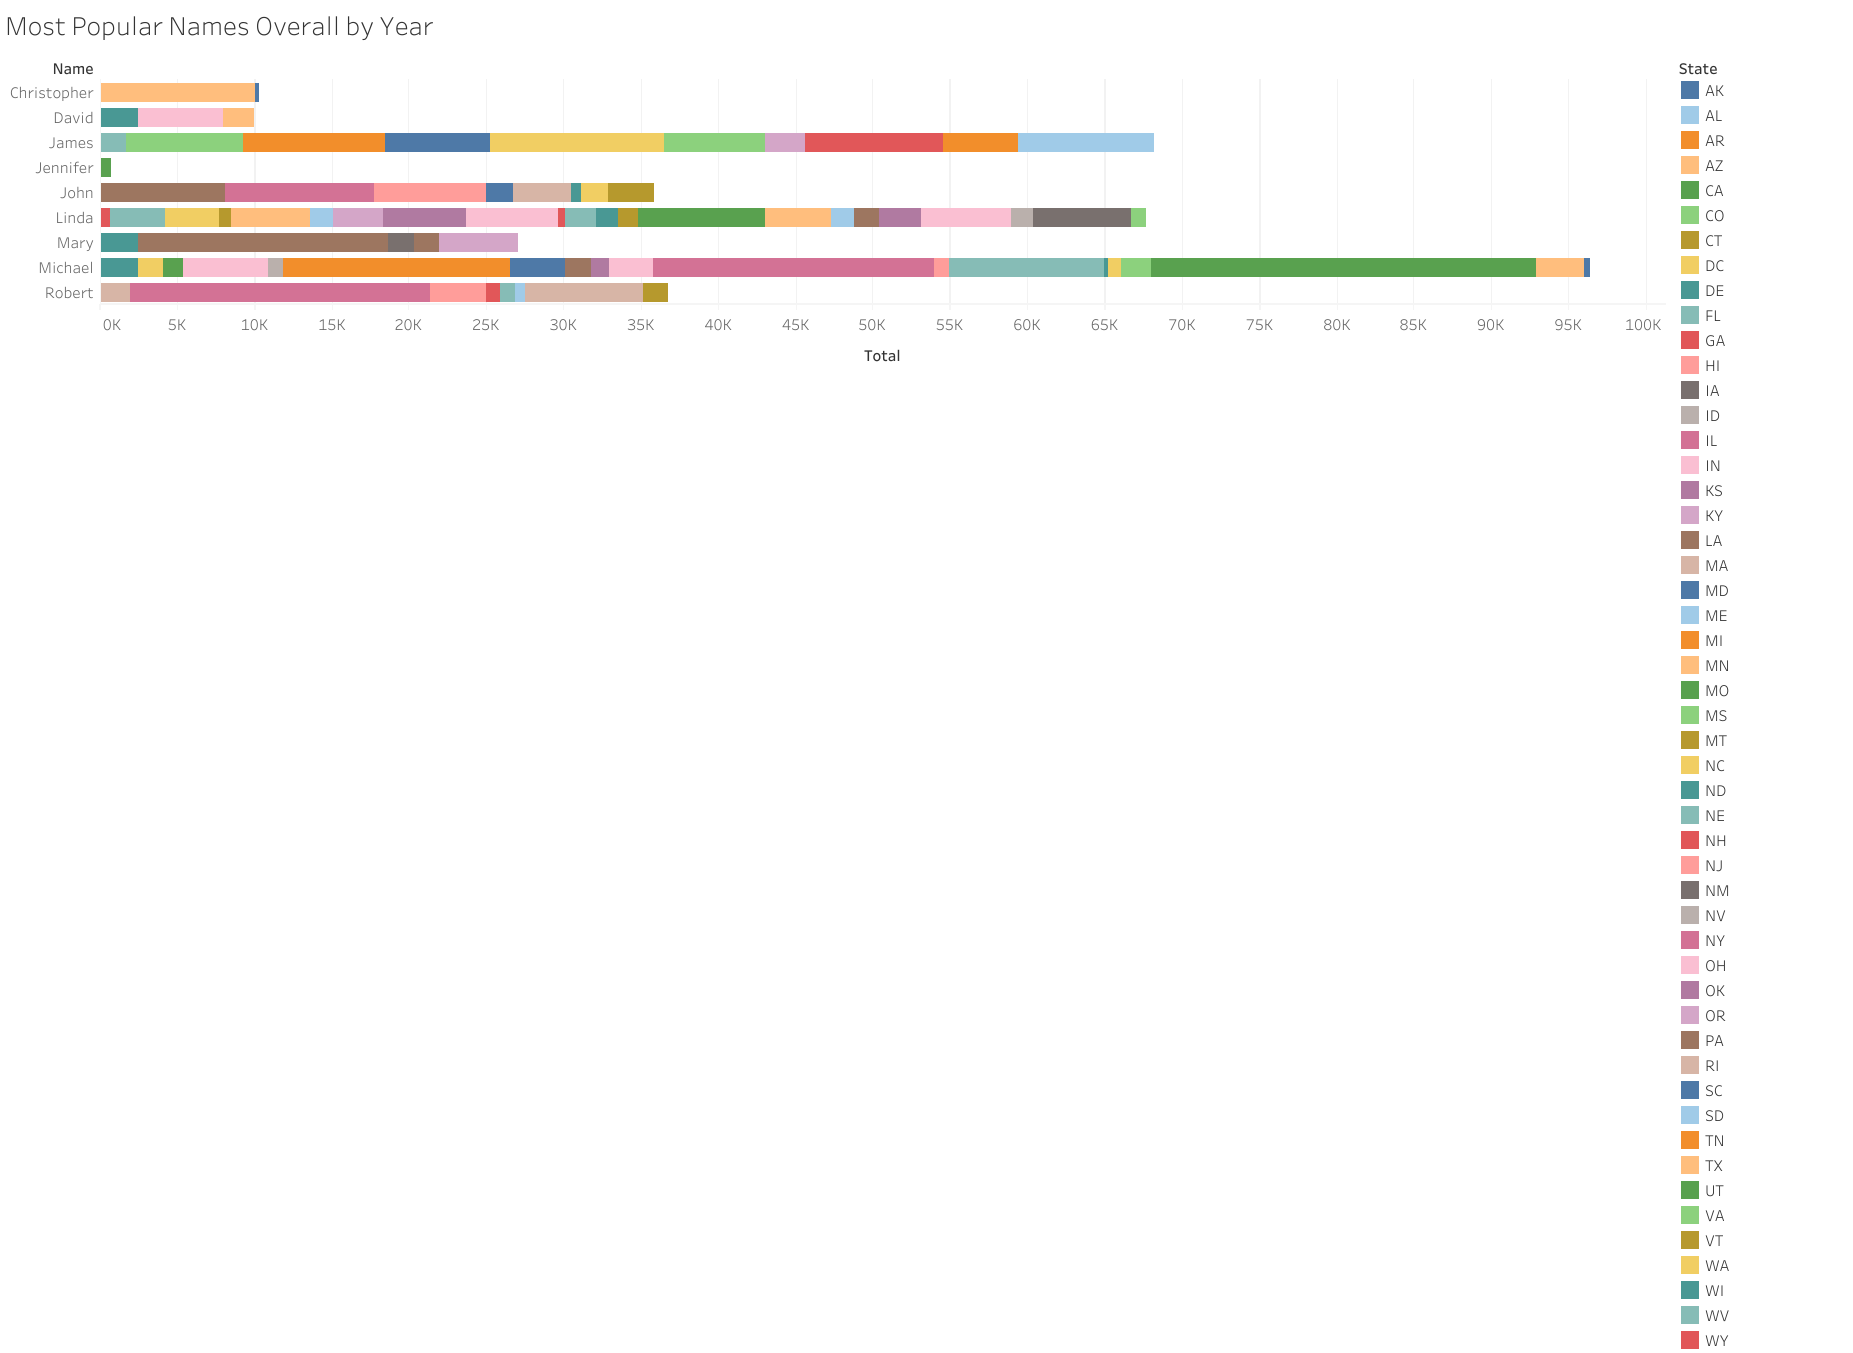 Most Popular Names Overall by Year
Name
Christopher
David
James
Jennifer
John
Linda
Mary
Michael
Robert
0K 5K 10K 15K 20K 25K 30K 35K 40K 45K 50K 55K 60K 65K 70K 75K 80K 85K 90K 95K 100K
Total
State
AK
AL
AR
AZ
CA
CO
CT
DC
DE
FL
GA
HI
IA
ID
IL
IN
KS
KY
LA
MA
MD
ME
MI
MN
MO
MS
MT
NC
ND
NE
NH
NJ
NM
NV
NY
OH
OK
OR
PA
RI
SC
SD
TN
TX
UT
VA
VT
WA
WI
WV
WY